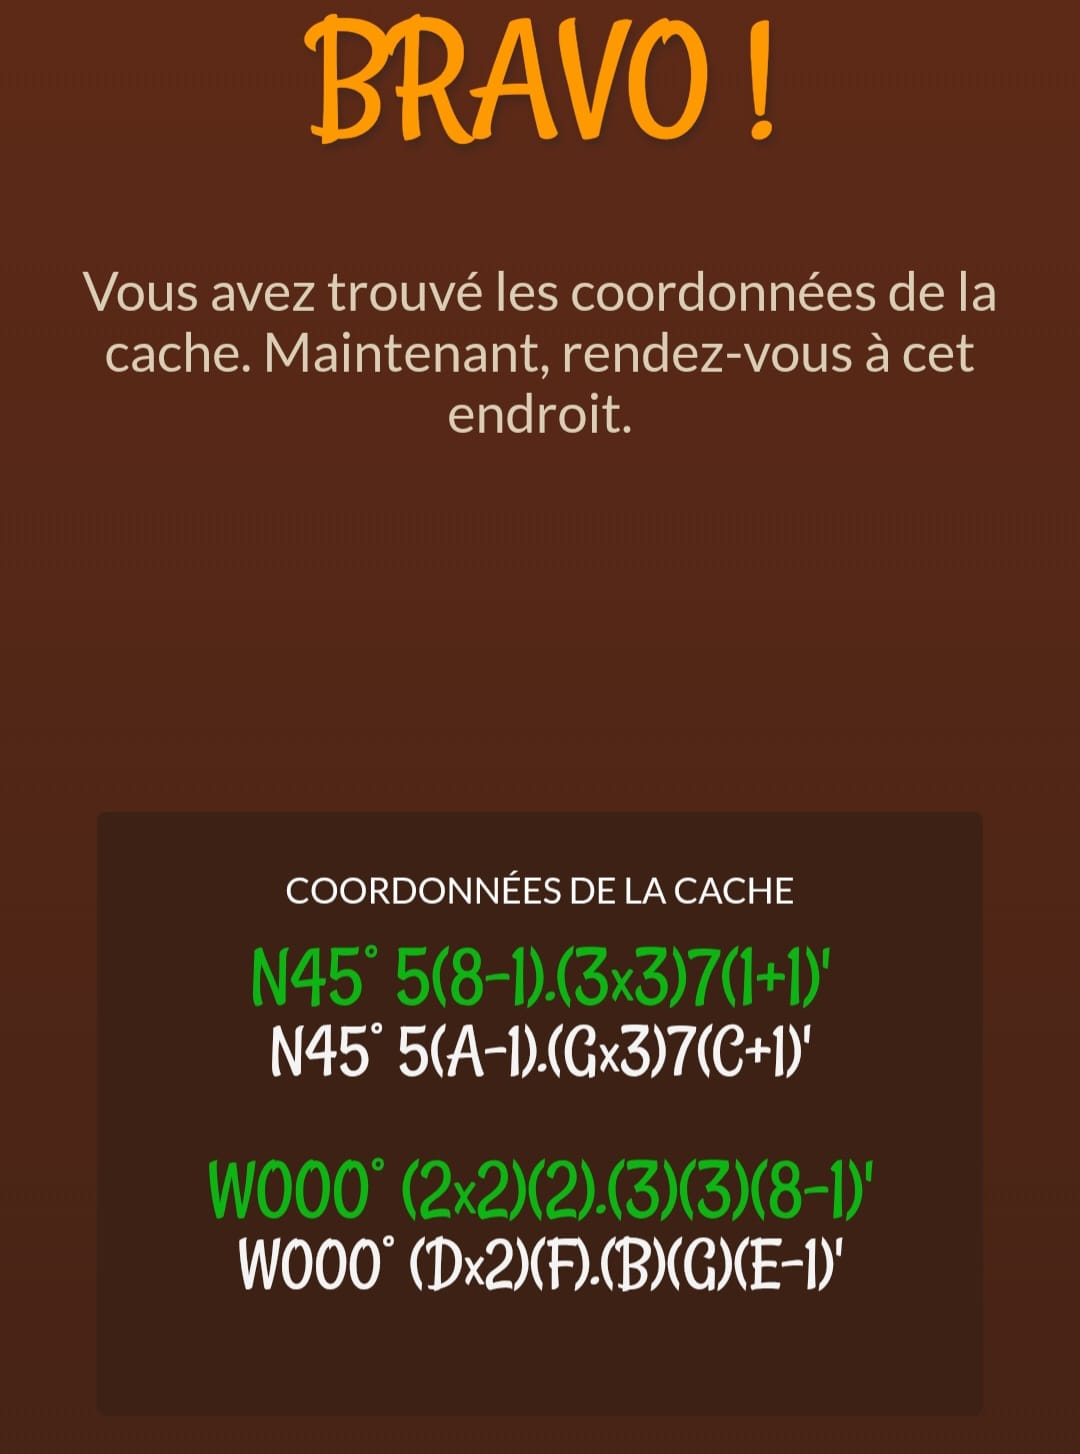 BRAVO !
Vous avez trouvé les coordonnées de la
cache. Maintenant, rendez-vous à cet
endroit.
COORDONNÉES DE LA CACHE
N45° 5(8-1).(3x3)7(1+1)'
N45° 5(A-1).(Gx3)7(C+1)'
W000° (2x2)(2).(3)(3)(8-1)'
W000° (Dx2)(F).(B)(G)(E-1)'